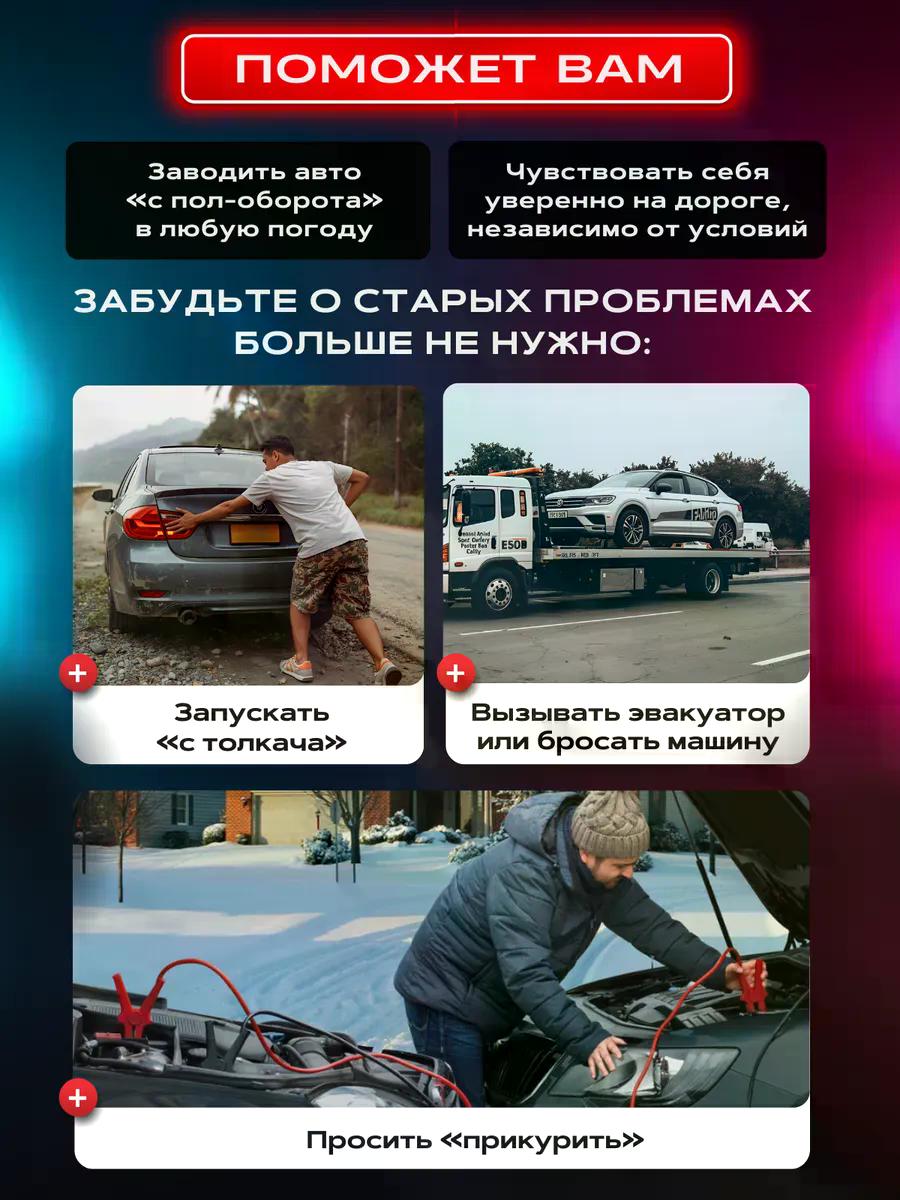 ПОМОЖЕТ ВАМ
Заводить авто
«с пол-оборота»
в любую погоду
Чувствовать себя
уверенно на дороге,
независимо от условий
ЗАБУДЬТЕ О СТАРЫХ ПРОБЛЕМАХ
БОЛЬШЕ НЕ НУЖНО:
E50B
Запускать
«с толкача»
Вызывать эвакуатор
или бросать машину
Просить «прикурить»